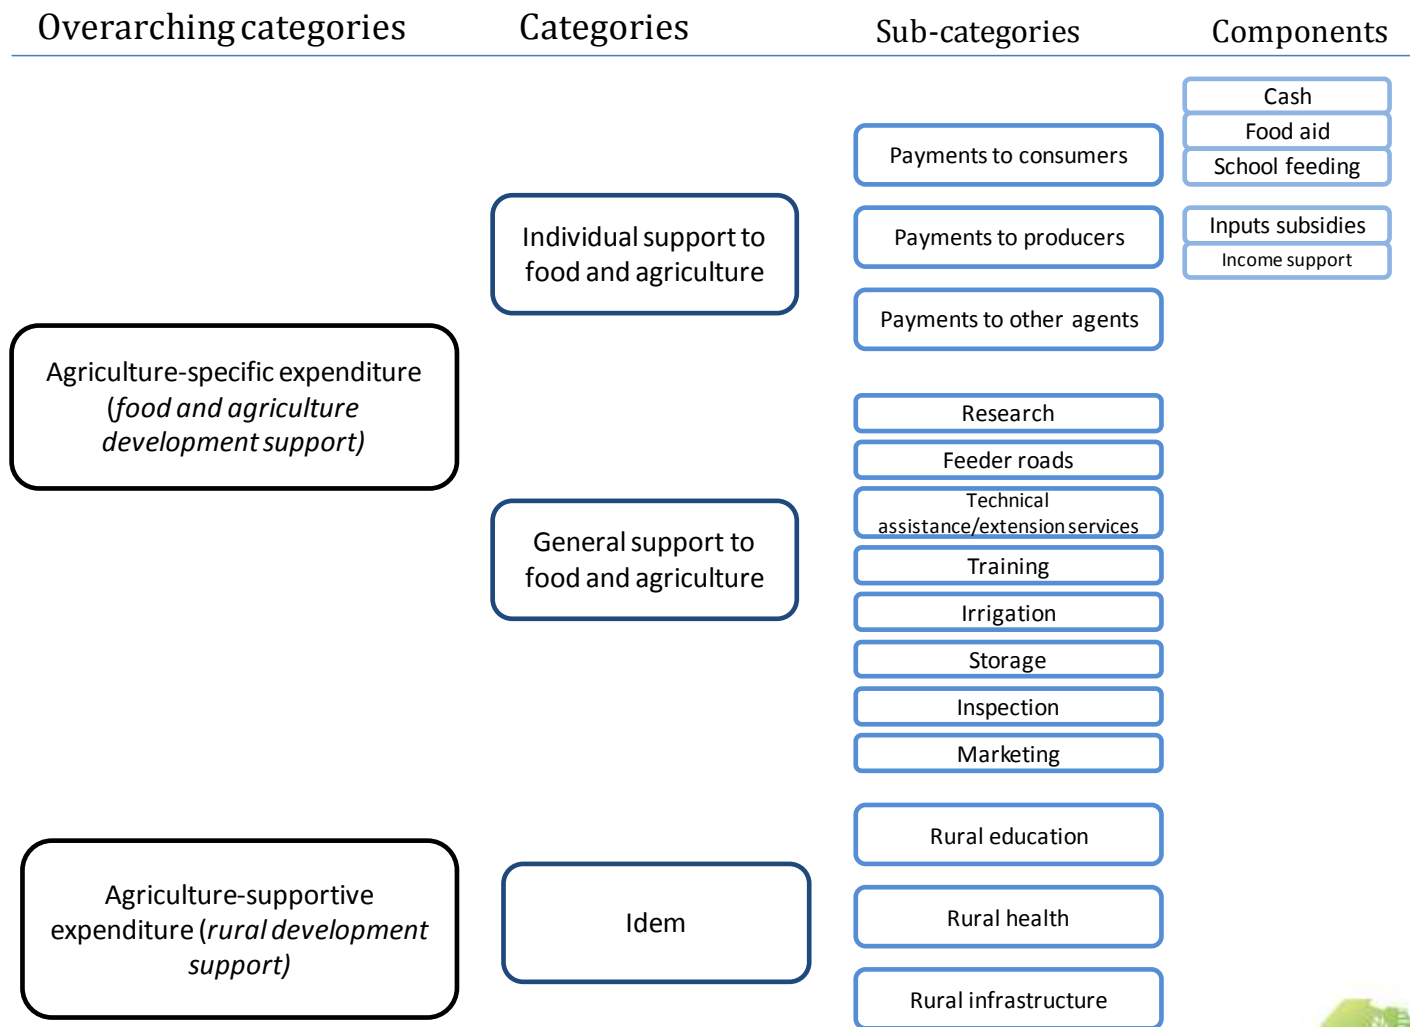 Overarching categories
Categories
Sub-categories
Components
Cash
Food aid
School feeding
Payments to consumers
Individual support to
food and agriculture
Payments to producers
Inputs subsidies
Income support
Payments to other agents
Agriculture-specific expenditure
(food and agriculture
development support)
Research
Feeder roads
Technical
assistance/extension services
General support to
food and agriculture
Training
Irrigation
Storage
Inspection
Marketing
Agriculture-supportive
expenditure (rural development
support)
Idem
Rural education
Rural health
Rural infrastructure